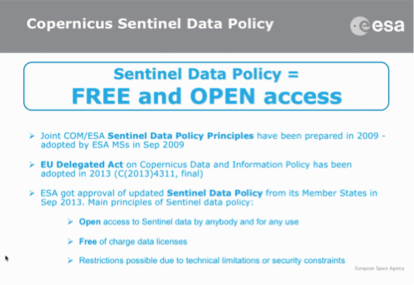 Copernicus Sentinel Data Policy
esa
Sentinel Data Policy =
FREE and OPEN access
➢ Joint COM/ESA Sentinel Data Policy Principles have been prepared in 2009 -
adopted by ESA MSs in Sep 2009
➢ EU Delegated Act on Copernicus Data and Information Policy has been
adopted in 2013 (C(2013)4311, final)
➢ ESA got approval of updated Sentinel Data Policy from its Member States in
Sep 2013. Main principles of Sentinel data policy:
➢ Open access to Sentinel data by anybody and for any use
➢ Free of charge data licenses
➢ Restrictions possible due to technical limitations or security constraints
European Space Agency